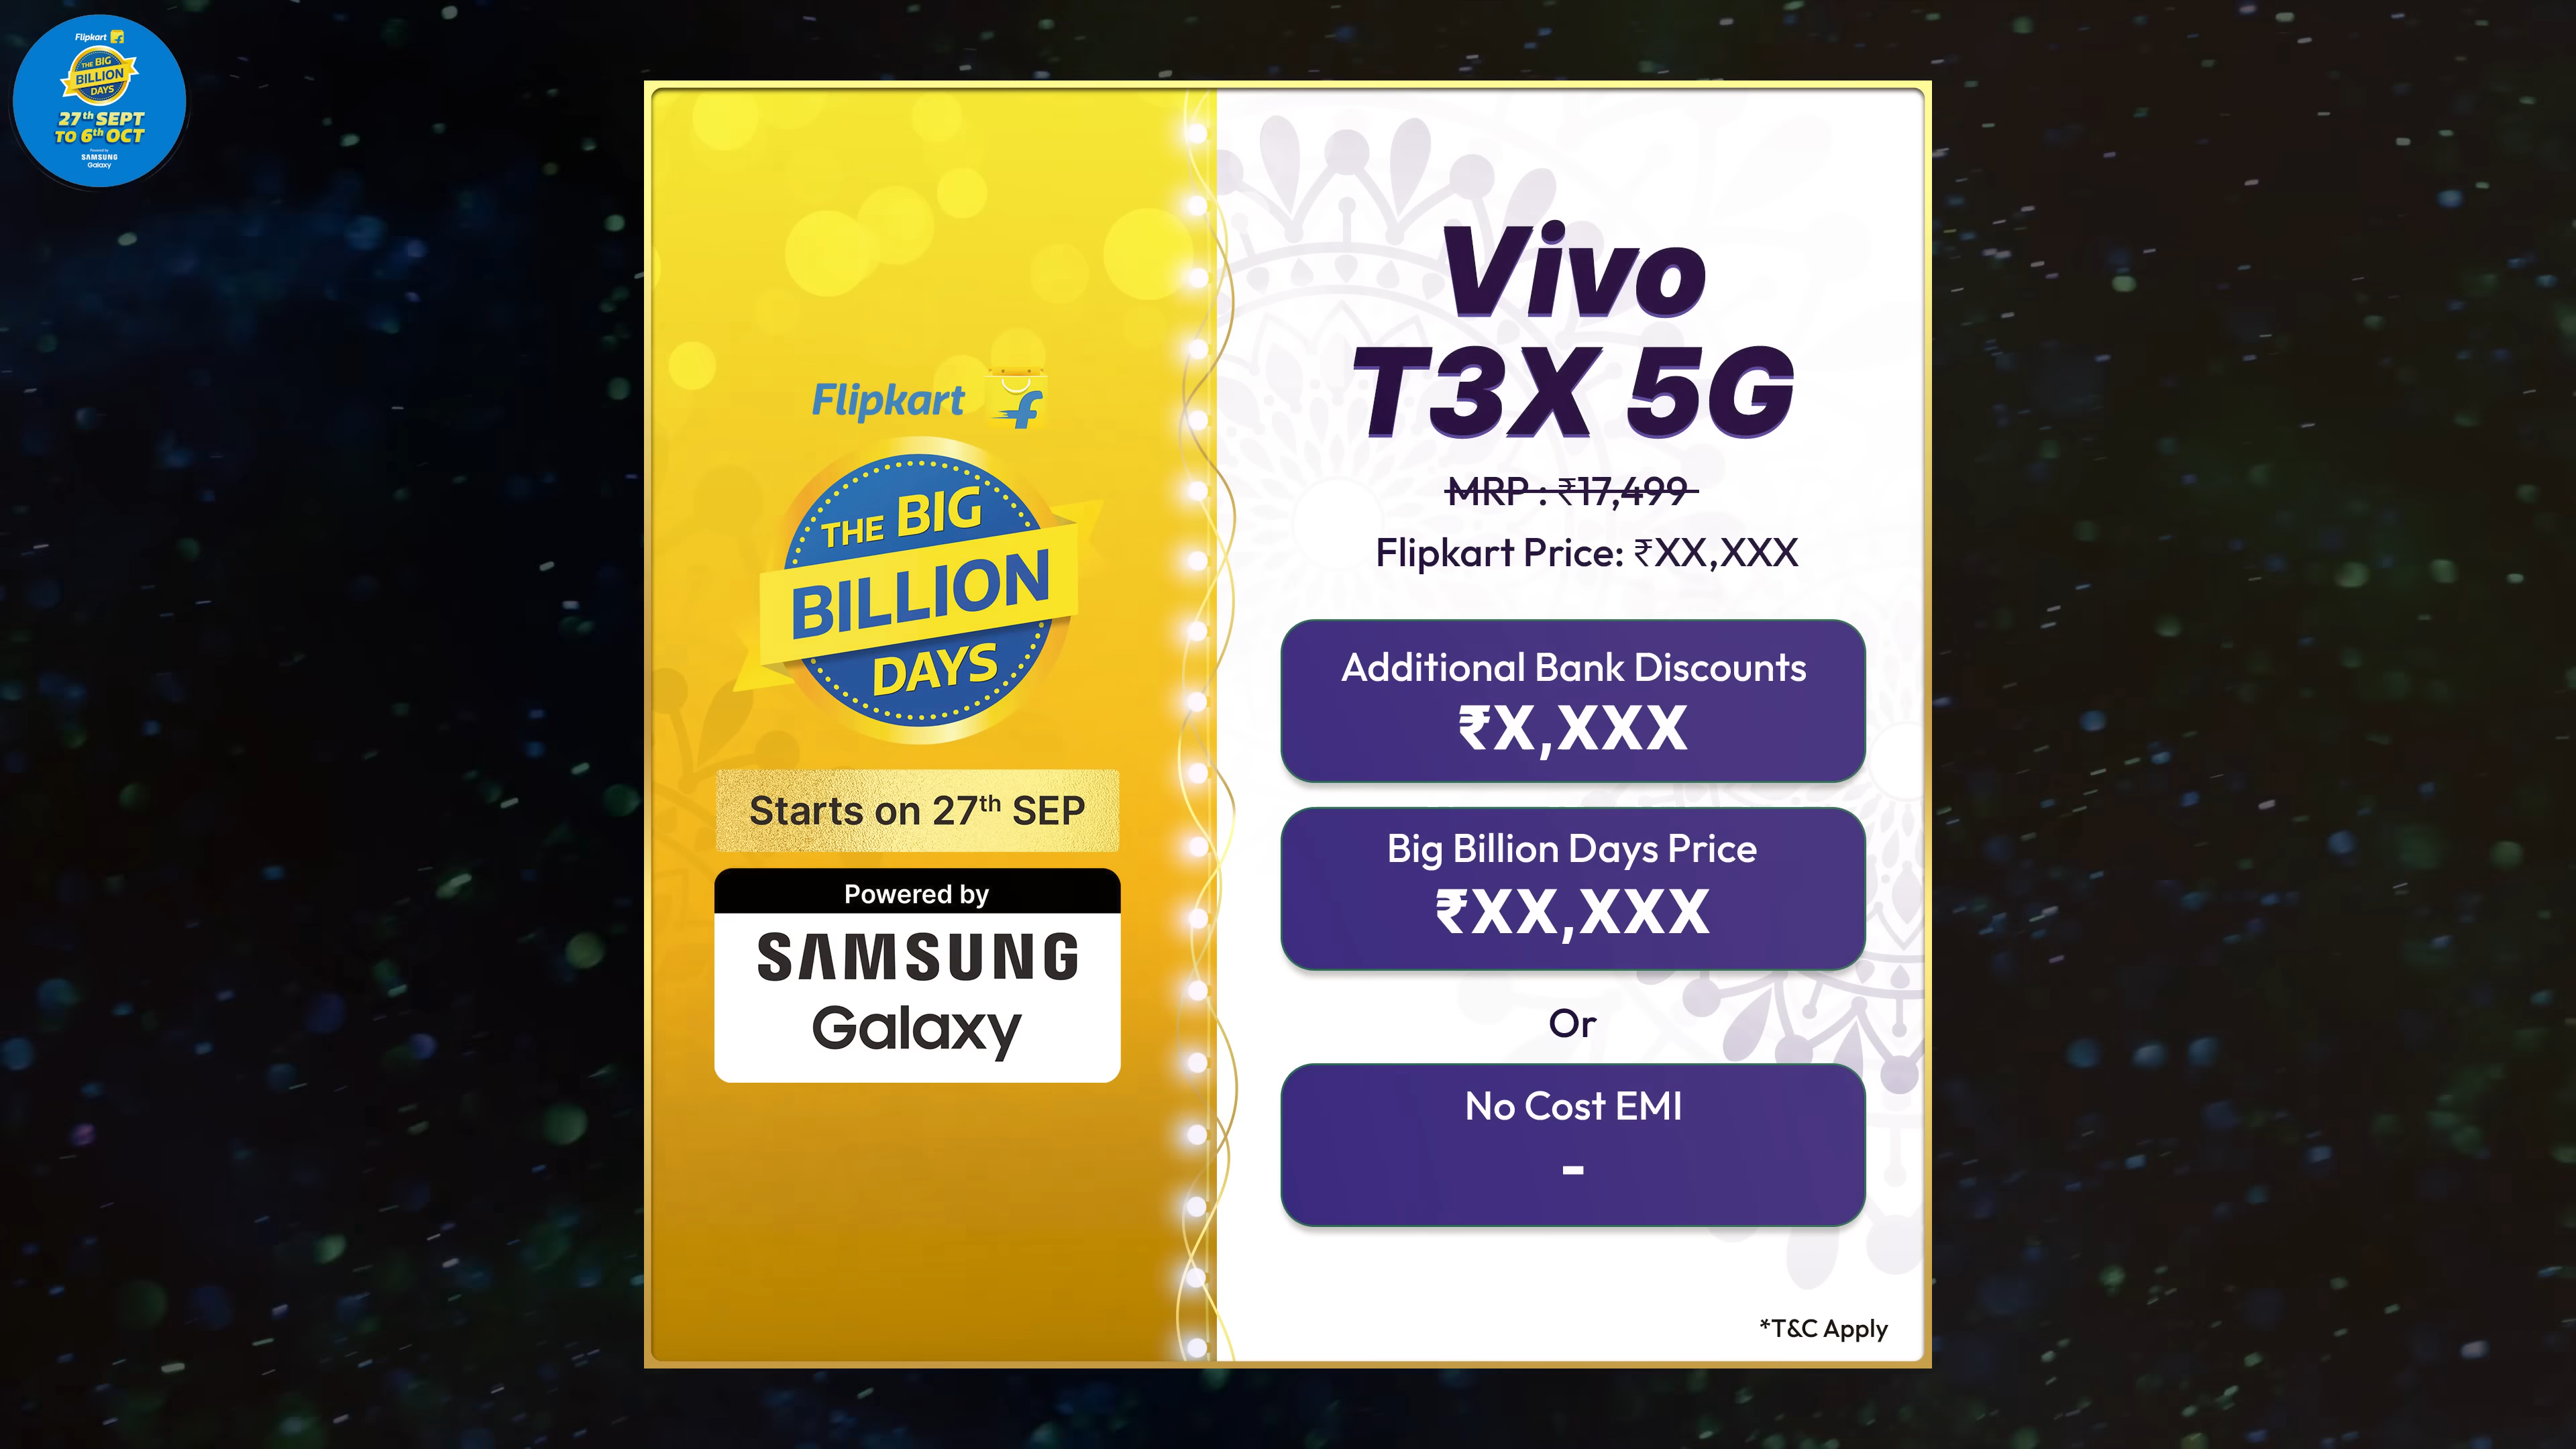 Flipkart
THE BIG
BILLION
DAYS
27th SEPT
TO 6th OCT
Powered by
SAMSUNG
Galaxy
Flipkart
THE BIG
BILLION
DAYS
Starts on 27th SEP
Powered by
SAMSUNG
Galaxy
Vivo
T3X 5G
MRP : ₹17,499
Flipkart Price: ₹XX,XXX
Additional Bank Discounts
₹X,XXX
Big Billion Days Price
₹XX,XXX
Or
No Cost EMI
-
*T&C Apply